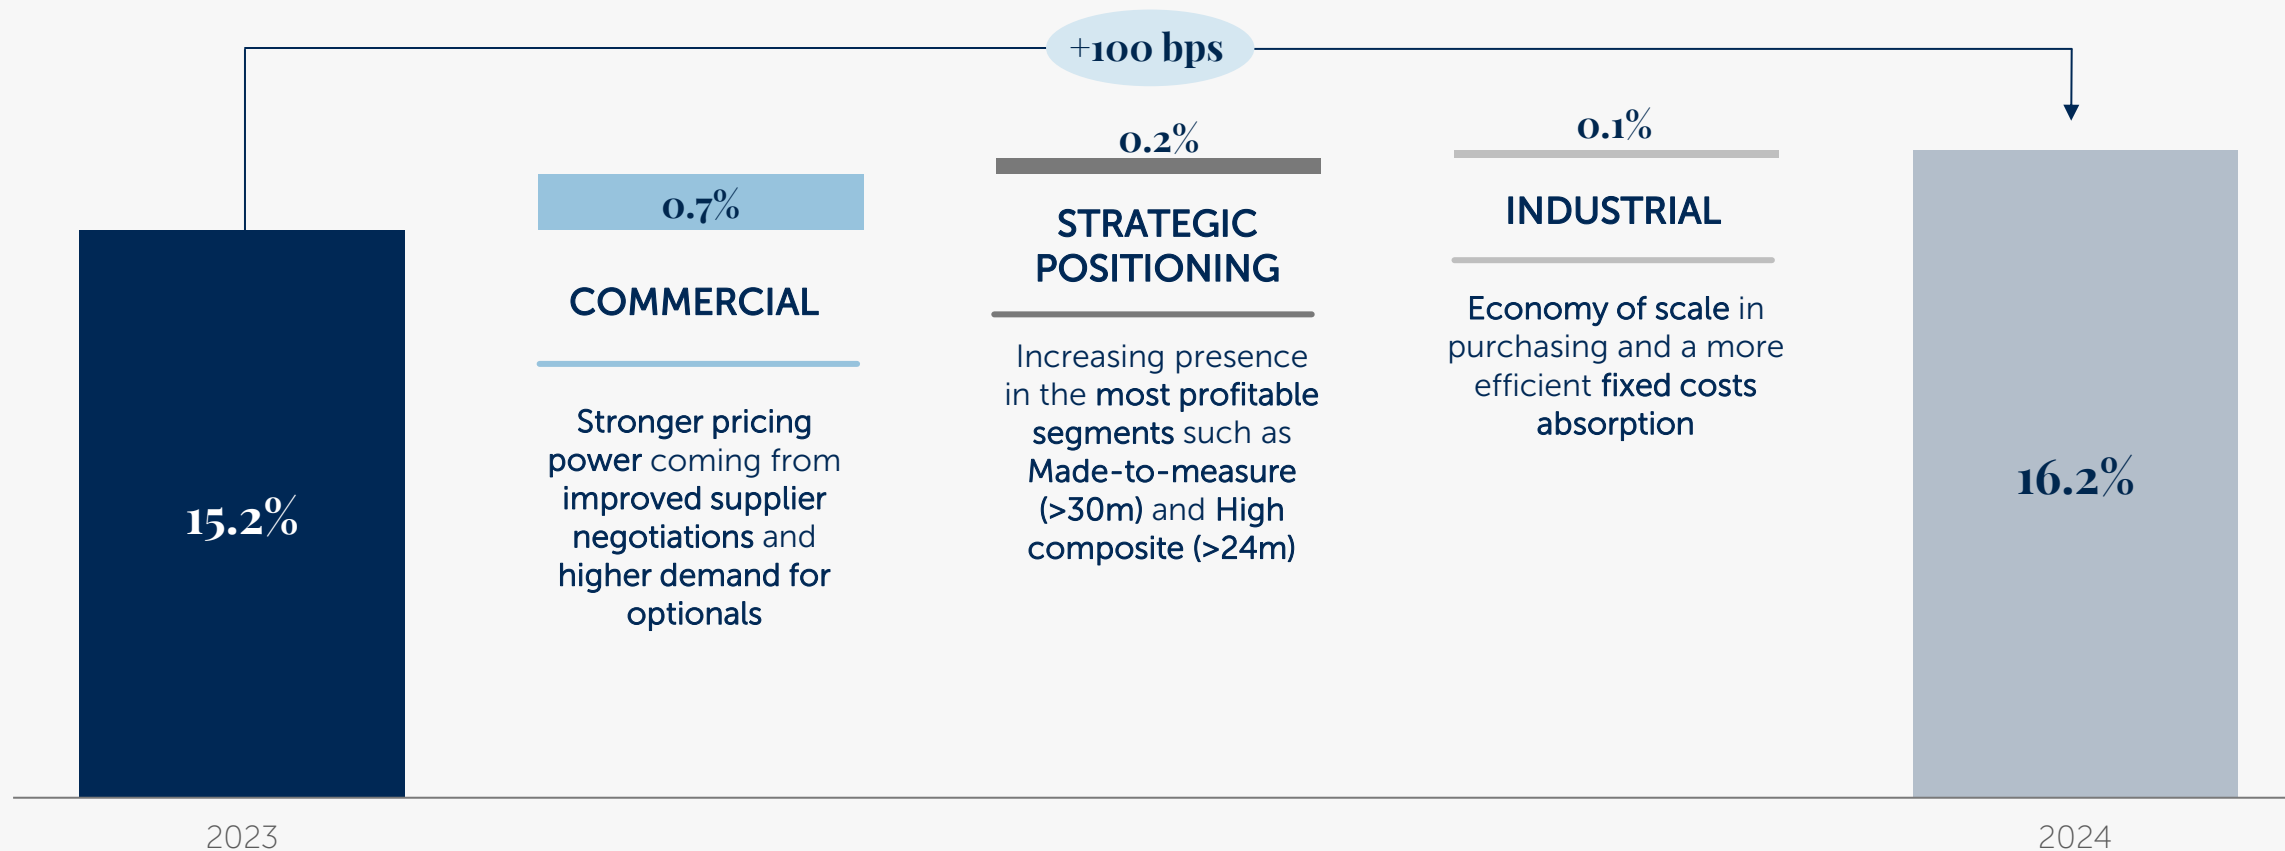 +100 bps
15.2%
2023
0.7%
COMMERCIAL
Stronger pricing
power coming from
improved supplier
negotiations and
higher demand for
optionals
0.2%
STRATEGIC
POSITIONING
Increasing presence
in the most profitable
segments such as
Made-to-measure
(>30m) and High
composite (>24m)
0.1%
INDUSTRIAL
Economy of scale in
purchasing and a more
efficient fixed costs
absorption
16.2%
2024